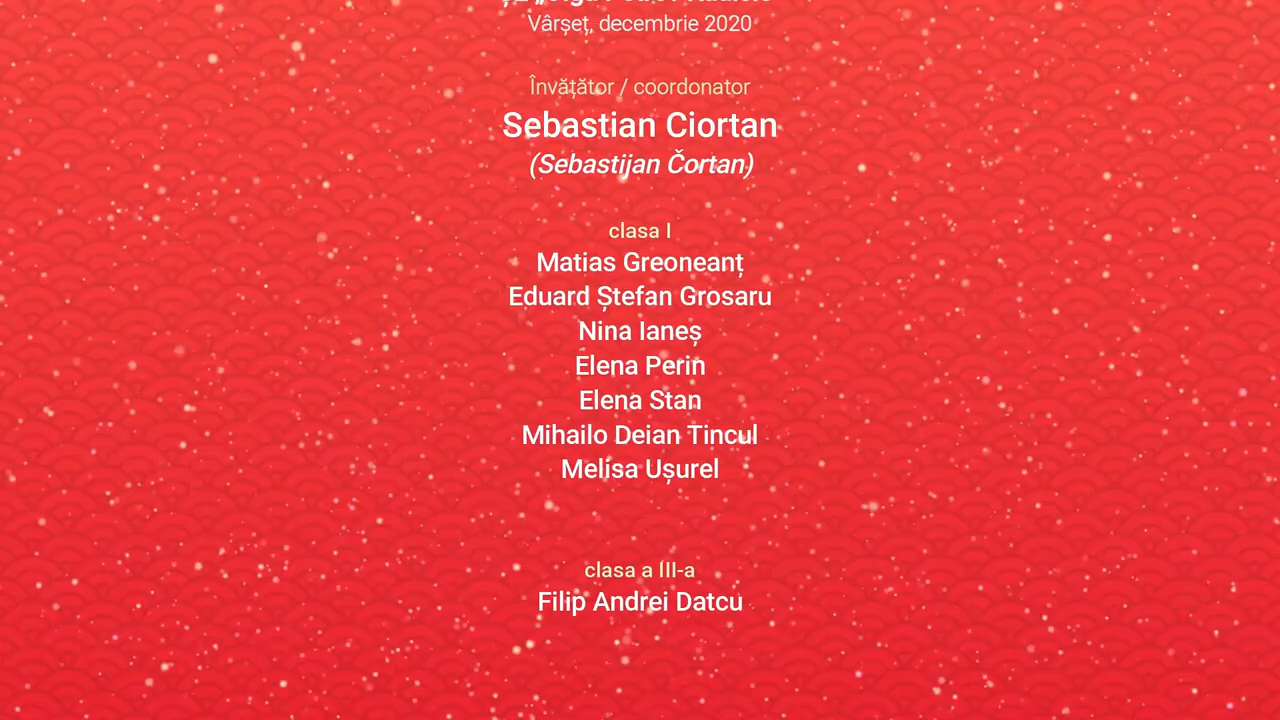 Vârșeț, decembrie 2020
Învățător / coordonator
Sebastian Ciortan
(Sebastijan Čortan)
clasa I
Matias Greoneanț
Eduard Ștefan Grosaru
Nina Ianeș
Elena Perin
Elena Stan
Mihailo Deian Tincul
Melisa Ușurel
clasa a III-a
Filip Andrei Datcu